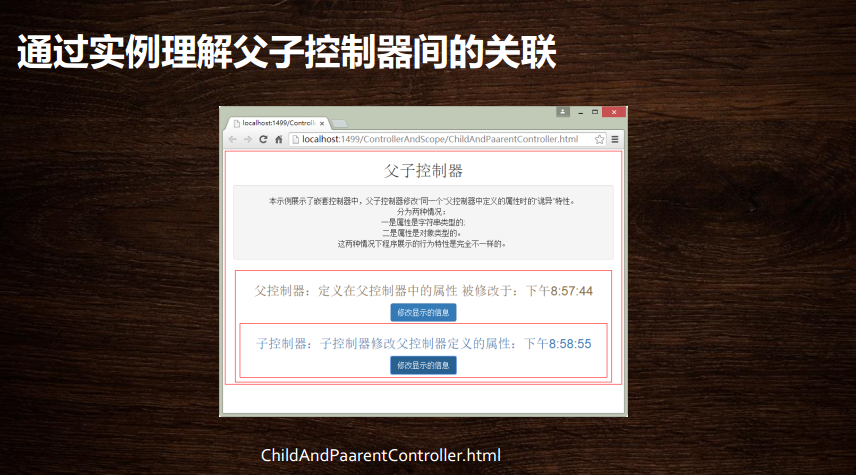 通过实例理解父子控制器间的关联
localhost:1499/Controll
localhost:1499/ControllerAndScope/ChildAndPaarentController.html
父子控制器
本示例展示了嵌套控制器中，父子控制器修改“同一个”父控制器中定义的属性时的“诡异”特性。
分为两种情况：
一是属性是字符串类型的;
二是属性是对象类型的。
这两种情况下程序展示的行为特性是完全不一样的。
父控制器：定义在父控制器中的属性 被修改于：下午8:57:44
修改显示的信息
子控制器：子控制器修改父控制器定义的属性：下午8:58:55
修改显示的信息
ChildAndPaarentController.html